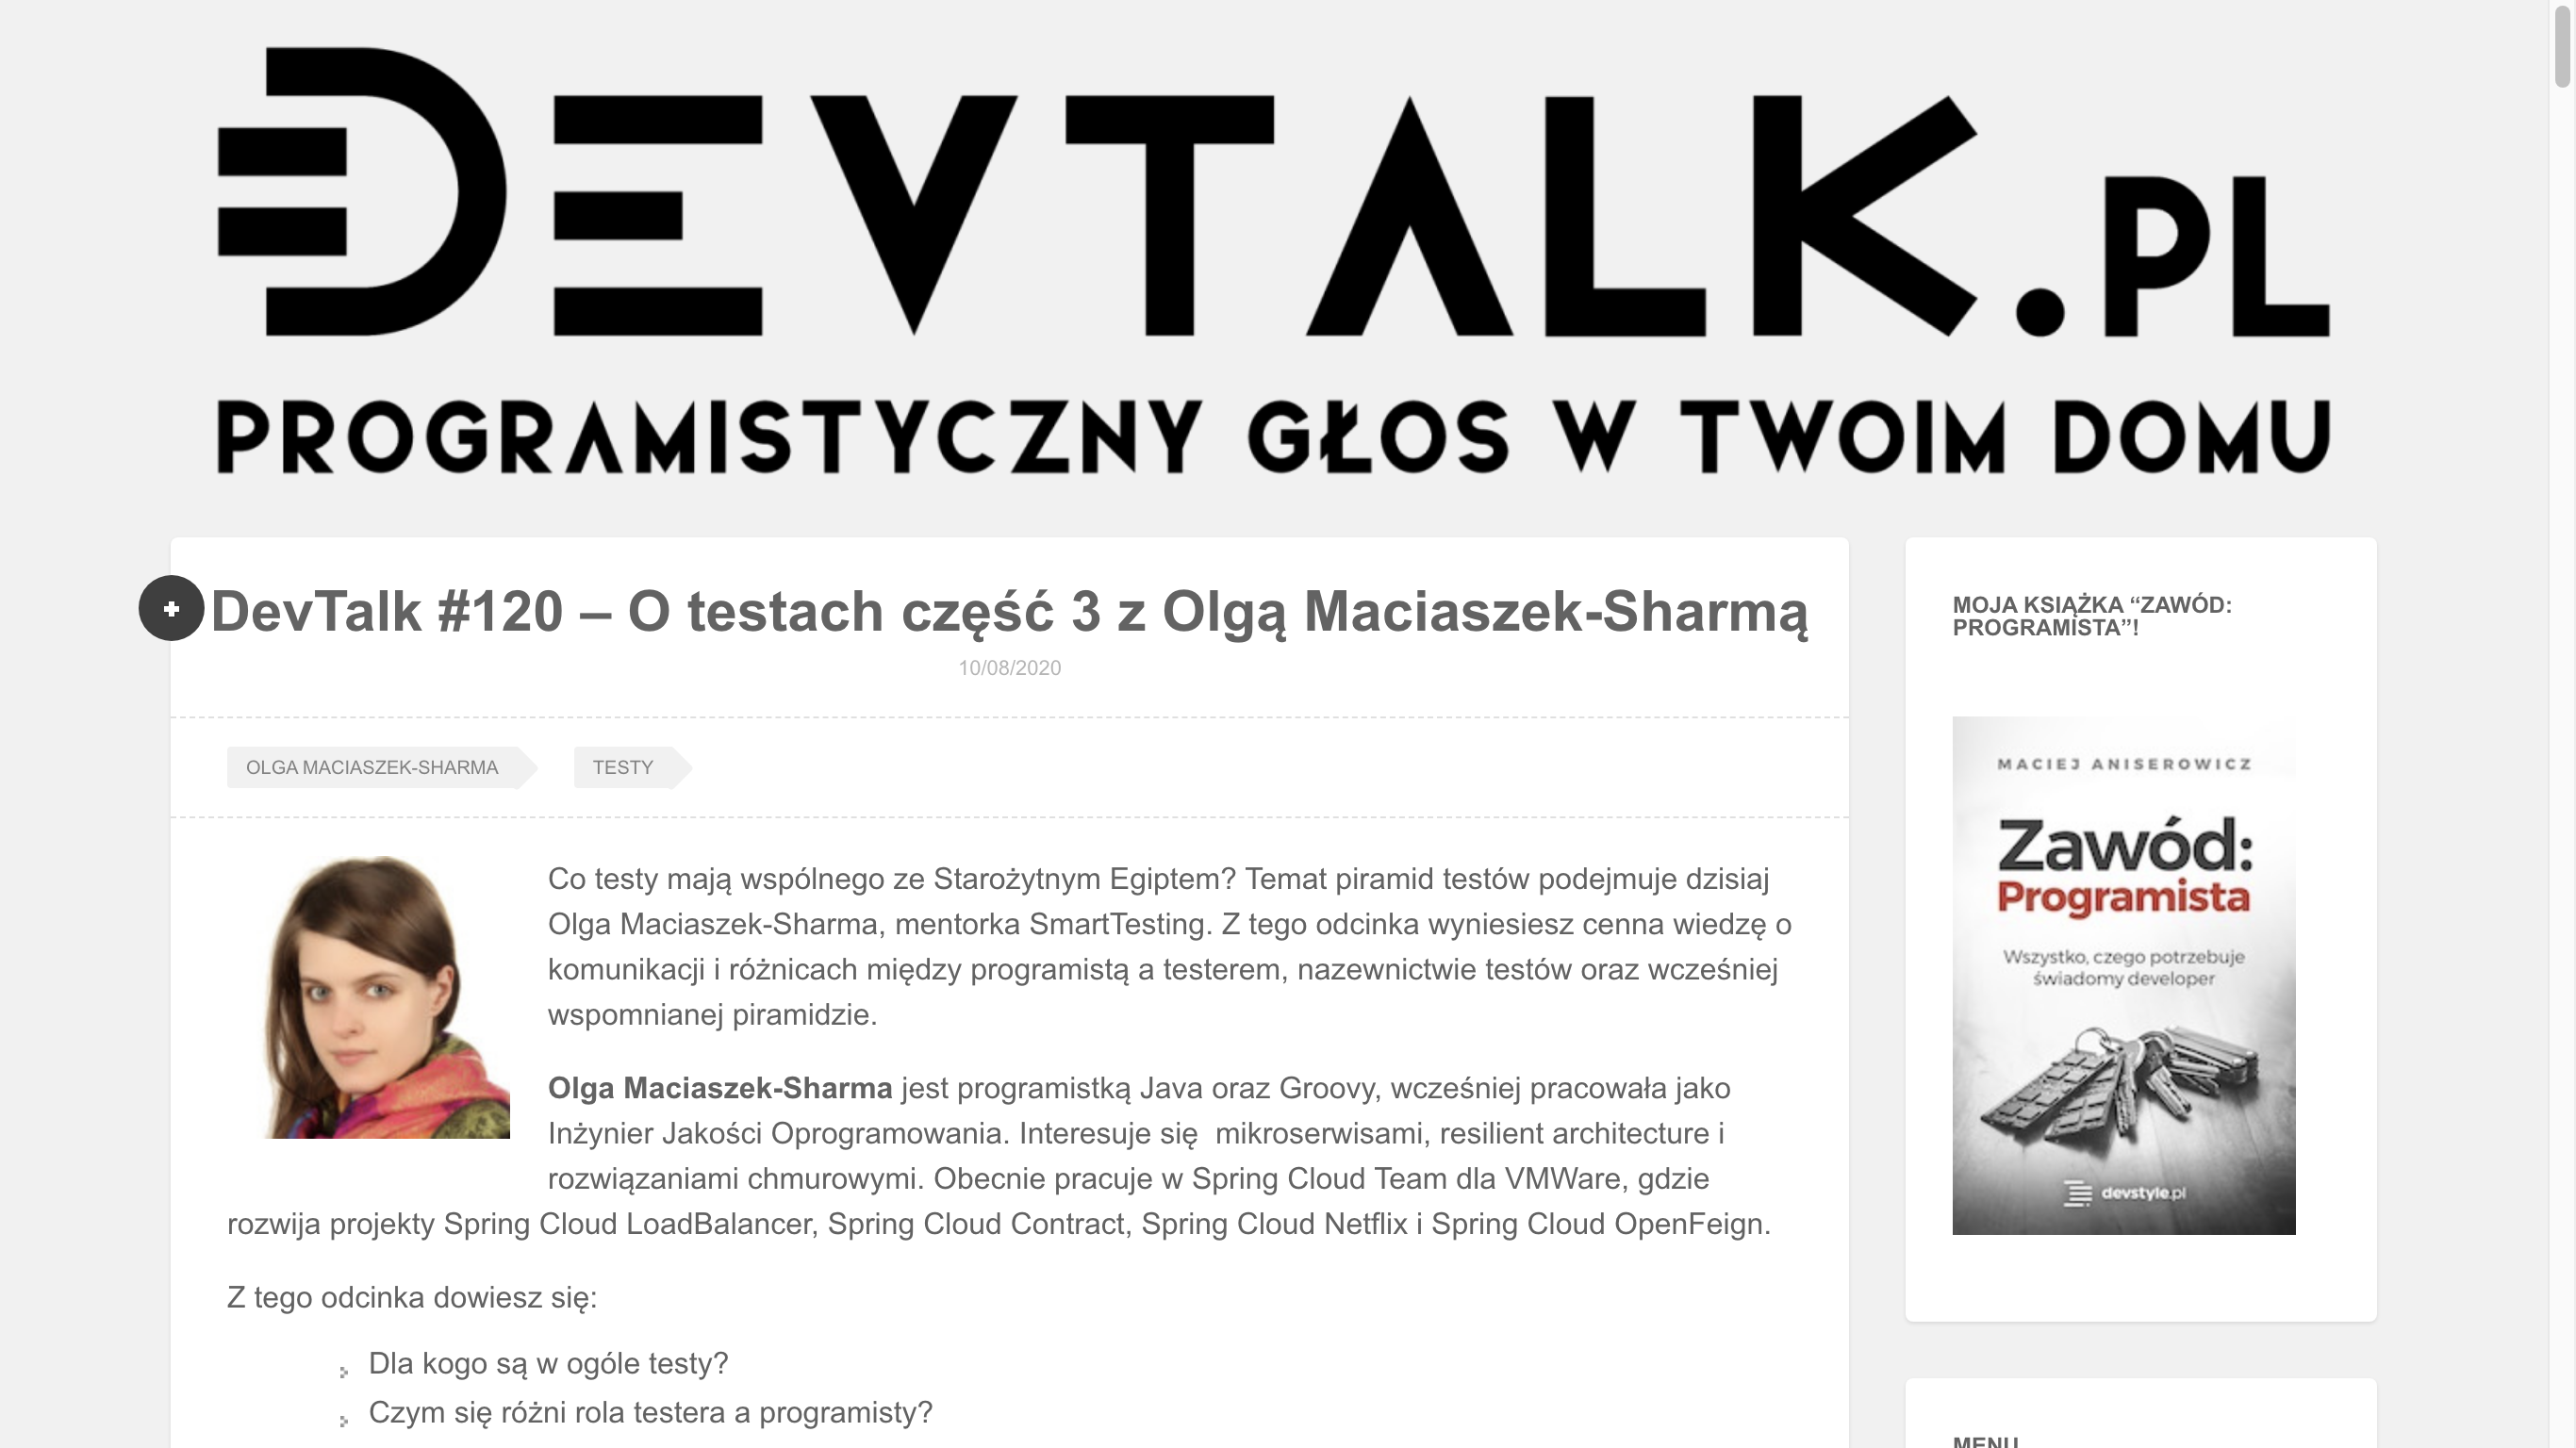 DEVTALK.PL
PROGRAMISTYCZNY GŁOS W TWOIM DOMU
DevTalk #120 – O testach część 3 z Olgą Maciaszek-Sharmą
10/08/2020
OLGA MACIASZEK-SHARMA
TESTY
Co testy mają wspólnego ze Starożytnym Egiptem? Temat piramid testów podejmuje dzisiaj
Olga Maciaszek-Sharma, mentorka SmartTesting. Z tego odcinka wyniesiesz cenna wiedzę o
komunikacji i różnicach między programistą a testerem, nazewnictwie testów oraz wcześniej
wspomnianej piramidzie.
Olga Maciaszek-Sharma jest programistką Java oraz Groovy, wcześniej pracowała jako
Inżynier Jakości Oprogramowania. Interesuje się  mikroserwisami, resilient architecture i
rozwiązaniami chmurowymi. Obecnie pracuje w Spring Cloud Team dla VMWare, gdzie
rozwija projekty Spring Cloud LoadBalancer, Spring Cloud Contract, Spring Cloud Netflix i Spring Cloud OpenFeign.
Z tego odcinka dowiesz się:
Dla kogo są w ogóle testy?
Czym się różni rola testera a programisty?
MOJA KSIĄŻKA “ZAWÓD:
PROGRAMISTA”!
MACIEJ ANISEROWICZ
Zawód:
Programista
Wszystko, czego potrzebuje
świadomy developer
devstyle.pl
MENU